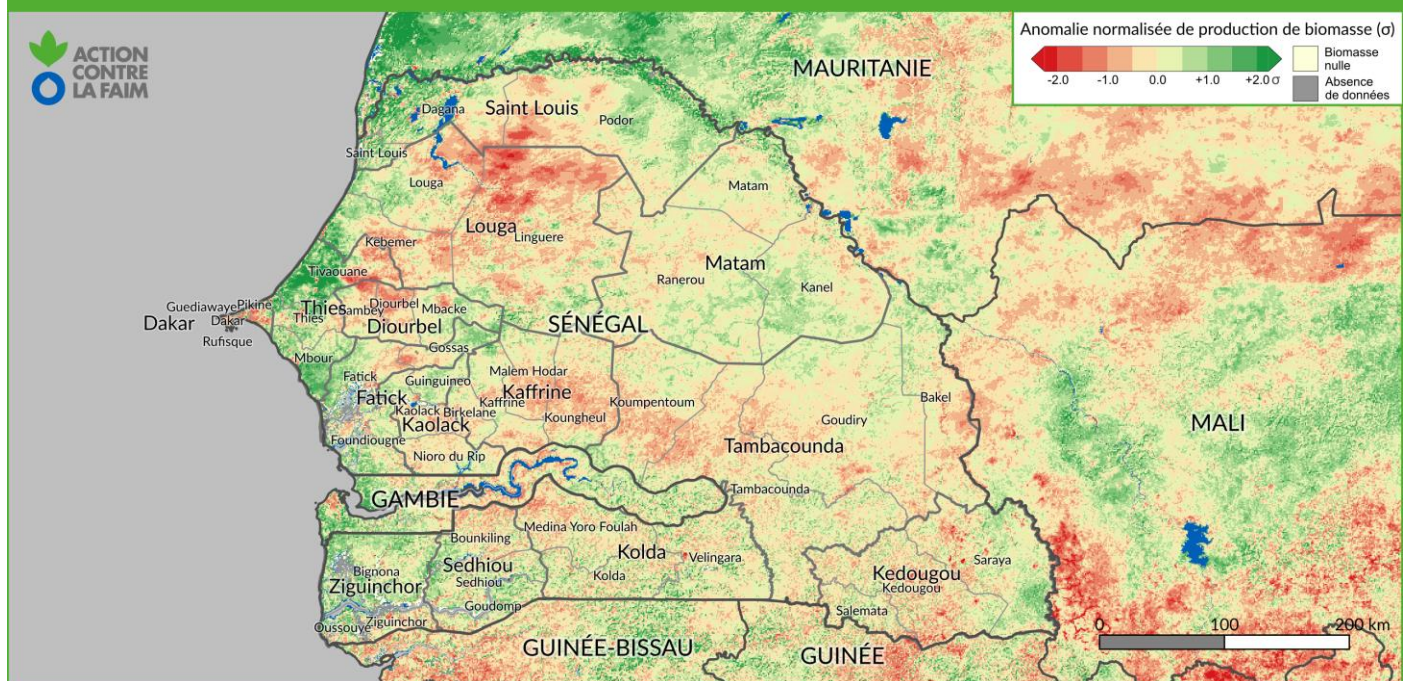 ACTION
CONTRE
LA FAIM
Anomalie normalisée de production de biomasse (σ)
-2.0 -1.0 0.0 +1.0 +2.0 σ
Biomasse
nulle
Absence
de données
MAURITANIE
Dagana
Saint Louis
Podor
Saint Louis
Louga
Matam
Louga
Linguere
Kebemer
Tivaouane
Matam
Ranerou
Kanel
Guediawaye
Pikine
Dakar
Dakar
Rufisque
Thies
Thies
Bambey
Diourbel
Mbacke
Diourbel
SÉNÉGAL
Mbour
Gossas
Fatick
Fatick
Guinguineo
Malem Hodar
Kaffrine
Kaffrine
Kaolack
Birkelane
Kaolack
Koungheul
Koumpentoum
Goudiry
Bakel
MALI
Foundiougne
Nioro du Rip
Tambacounda
Tambacounda
GAMBIE
Medina Yoro Foulah
Bounkiling
Kolda
Velingara
Sedhiou
Sedhiou
Kolda
Bignona
Ziguinchor
Goudomp
Oussouye
Ziguinchor
Saraya
Kedougou
Kedougou
Salemata
GUINÉE-BISSAU
GUINÉE
0 100 200 km